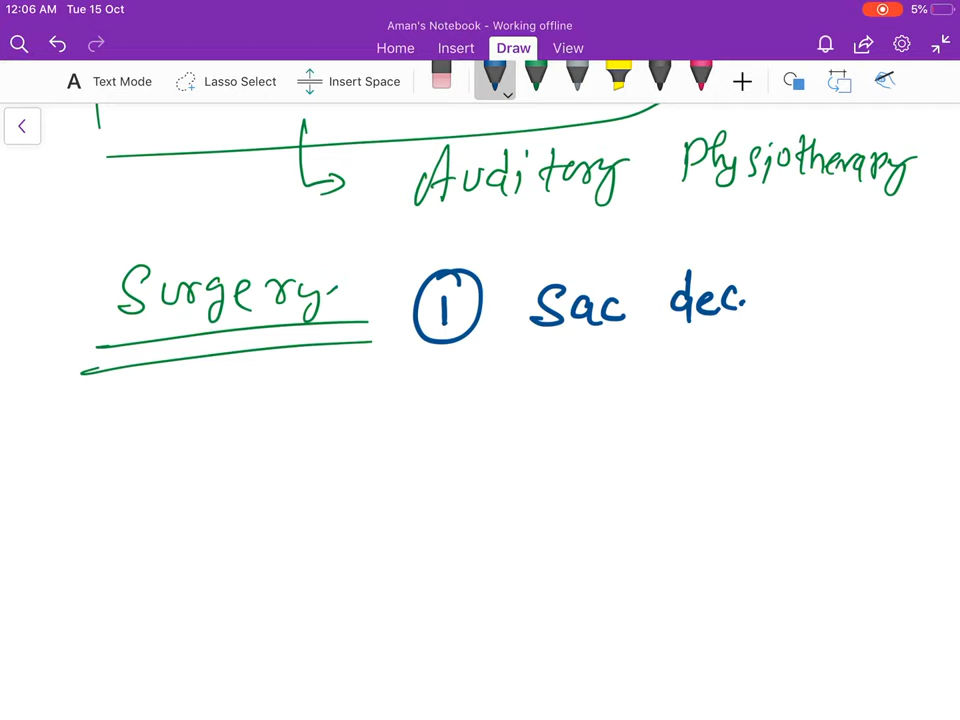 12:06 AM Tue 15 Oct 5%
Aman's Notebook - Working offline
Home Insert Draw View
A Text Mode Lasso Select Insert Space
Auditory Physiotherapy
Surgery- 1 Sac dec.